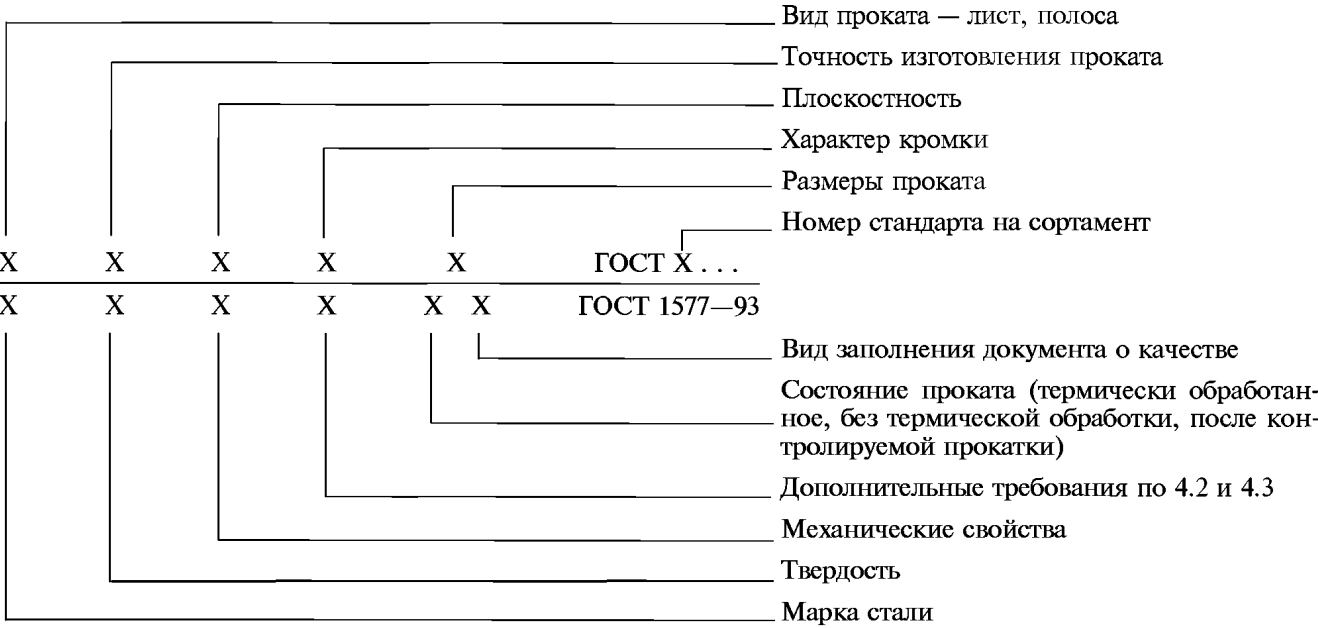 Вид проката — лист, полоса
Точность изготовления проката
Плоскостность
Характер кромки
Размеры проката
Номер стандарта на сортамент
Х Х Х Х Х ГОСТ Х . . .
Х Х Х Х Х Х ГОСТ 1577—93
Вид заполнения документа о качестве
Состояние проката (термически обработан-
ное, без термической обработки, после кон-
тролируемой прокатки)
Дополнительные требования по 4.2 и 4.3
Механические свойства
Твердость
Марка стали